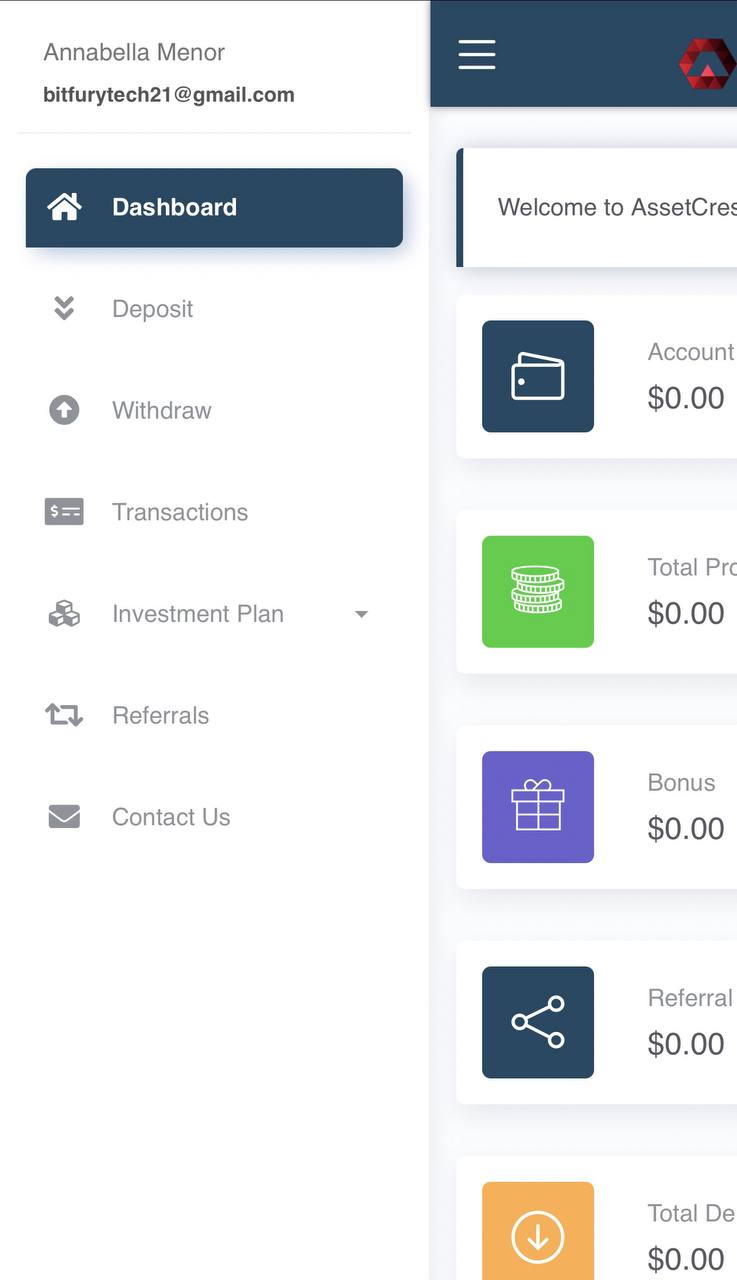 Annabella Menor
bitfurytech21@gmail.com
Dashboard
Deposit
Withdraw
Transactions
Investment Plan
Referrals
Contact Us
Welcome to AssetCres
Account
$0.00
Total Pro
$0.00
Bonus
$0.00
Referral
$0.00
Total De
$0.00